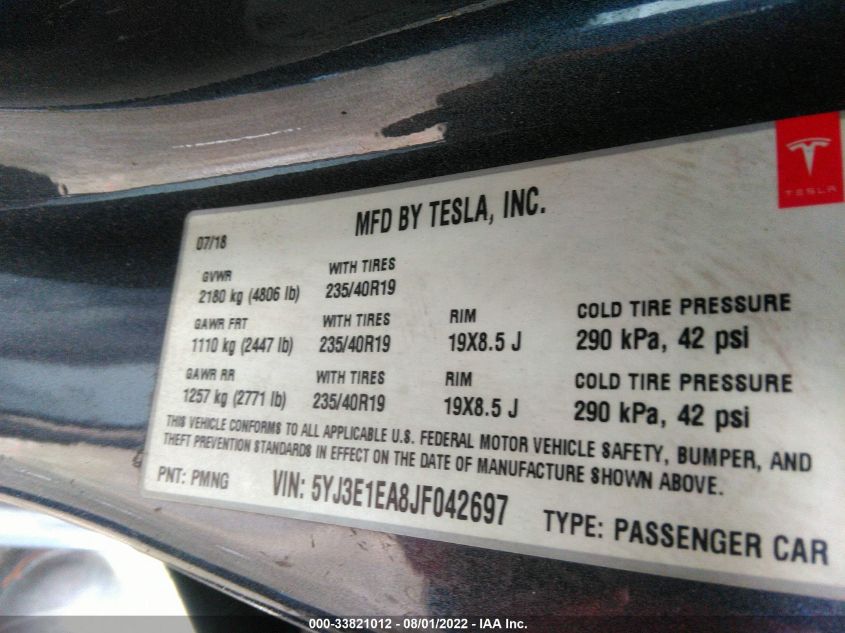 TESLA
MFD BY TESLA, INC.
07/18
GVWR WITH TIRES
2180 kg (4806 lb) 235/40R19
GAWR FRT WITH TIRES RIM COLD TIRE PRESSURE
1110 kg (2447 lb) 235/40R19 19X8.5 J 290 kPa, 42 psi
GAWR RR WITH TIRES RIM COLD TIRE PRESSURE
1257 kg (2771 lb) 235/40R19 19X8.5 J 290 kPa, 42 psi
THIS VEHICLE CONFORMS TO ALL APPLICABLE U.S. FEDERAL MOTOR VEHICLE SAFETY, BUMPER, AND
THEFT PREVENTION STANDARDS IN EFFECT ON THE DATE OF MANUFACTURE SHOWN ABOVE.
PNT: PMNG VIN: 5YJ3E1EA8JF042697 TYPE: PASSENGER CAR
000-33821012 - 08/01/2022 - IAA Inc.